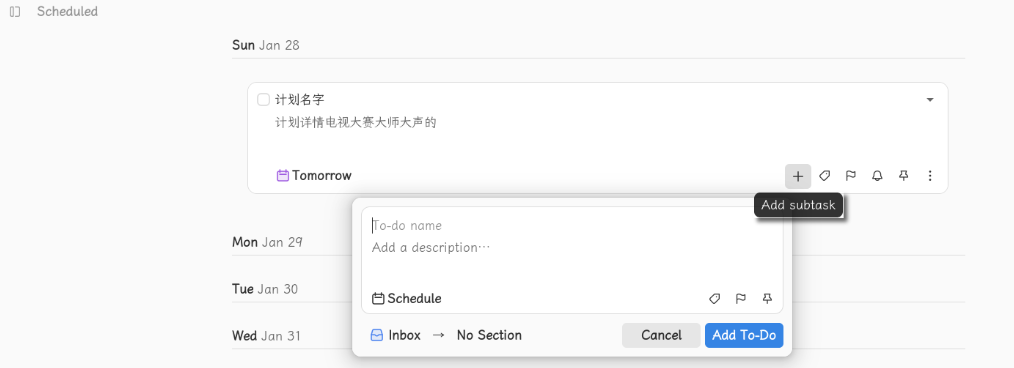 Scheduled
Sun Jan 28
计划名字
计划详情电视大赛大师大声的
Tomorrow
Add subtask
To-do name
Add a description…
Schedule
Inbox → No Section
Cancel
Add To-Do
Mon Jan 29
Tue Jan 30
Wed Jan 31